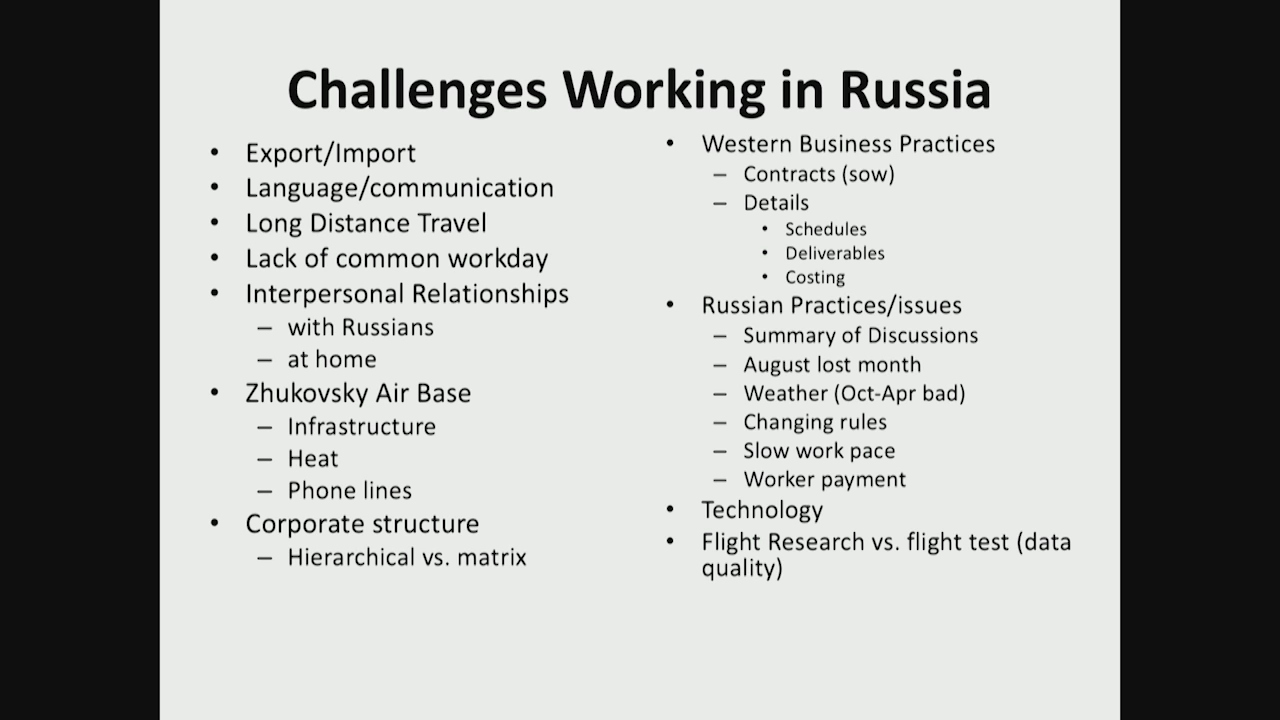 Challenges Working in Russia
• Export/Import
• Language/communication
• Long Distance Travel
• Lack of common workday
• Interpersonal Relationships
– with Russians
– at home
• Zhukovsky Air Base
– Infrastructure
– Heat
– Phone lines
• Corporate structure
– Hierarchical vs. matrix
• Western Business Practices
– Contracts (sow)
– Details
• Schedules
• Deliverables
• Costing
• Russian Practices/issues
– Summary of Discussions
– August lost month
– Weather (Oct-Apr bad)
– Changing rules
– Slow work pace
– Worker payment
• Technology
• Flight Research vs. flight test (data
quality)